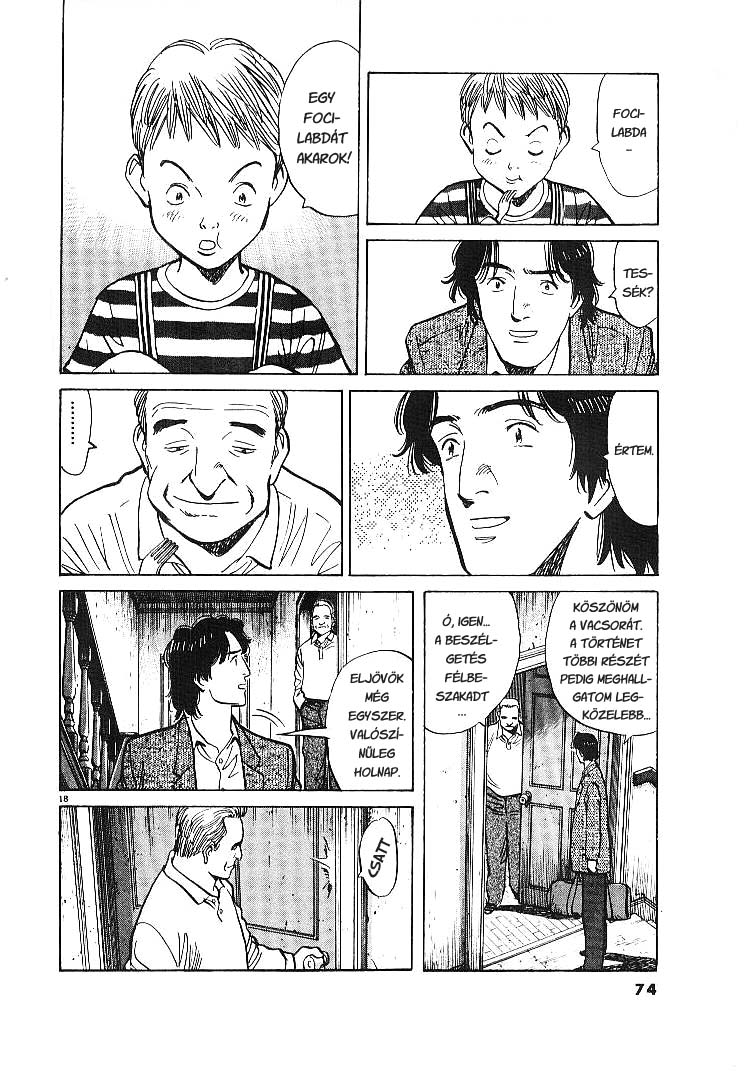 FOCI-
LABDA
–
EGY
FOCI-
LABDÁT
AKAROK!
TES-
SÉK?
ÉRTEM.
........
KÖSZÖNÖM
A VACSORÁT.
A TÖRTÉNET
TÖBBI RÉSZÉT
PEDIG MEGHALL-
GATOM LEG-
KÖZELEBB...
Ó, IGEN...
A BESZÉL-
GETÉS
FÉLBE-
SZAKADT
...
ELJÖVÖK
MÉG
EGYSZER.
VALÓSZÍ-
NŰLEG
HOLNAP.
18
CSATT
74